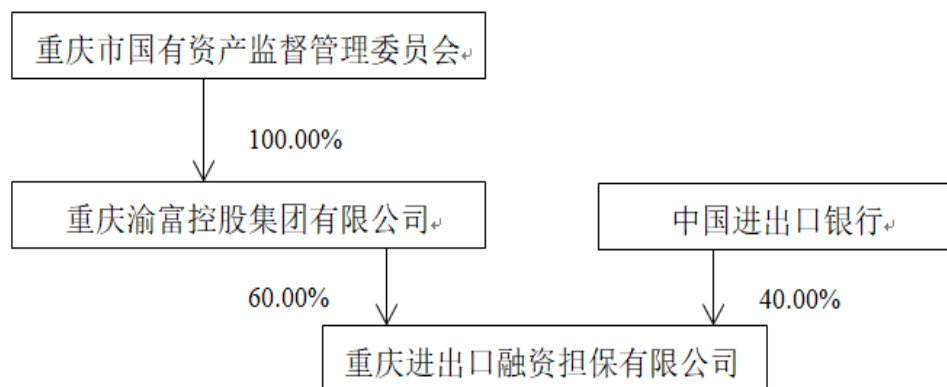 重庆市国有资产监督管理委员会
100.00%
重庆渝富控股集团有限公司
中国进出口银行
60.00%
40.00%
重庆进出口融资担保有限公司